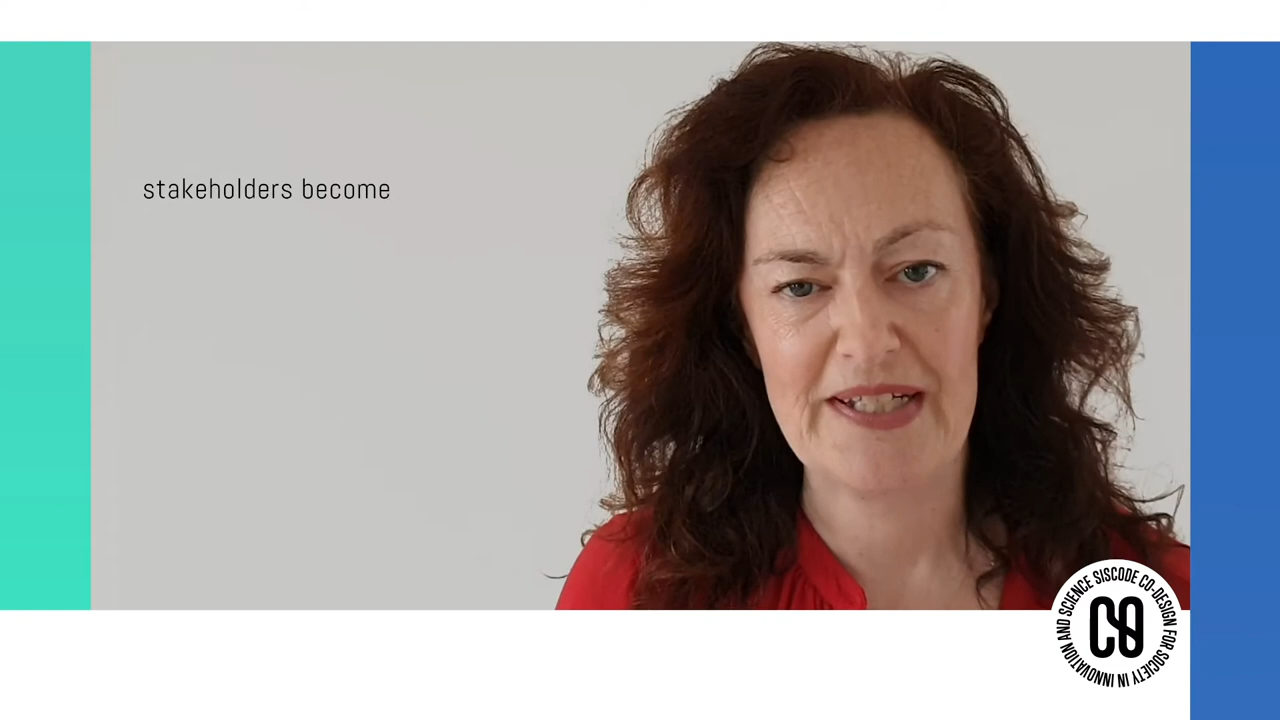 stakeholders become
SISCODE CO-DESIGN FOR SOCIETY IN INNOVATION AND SCIENCE
CO